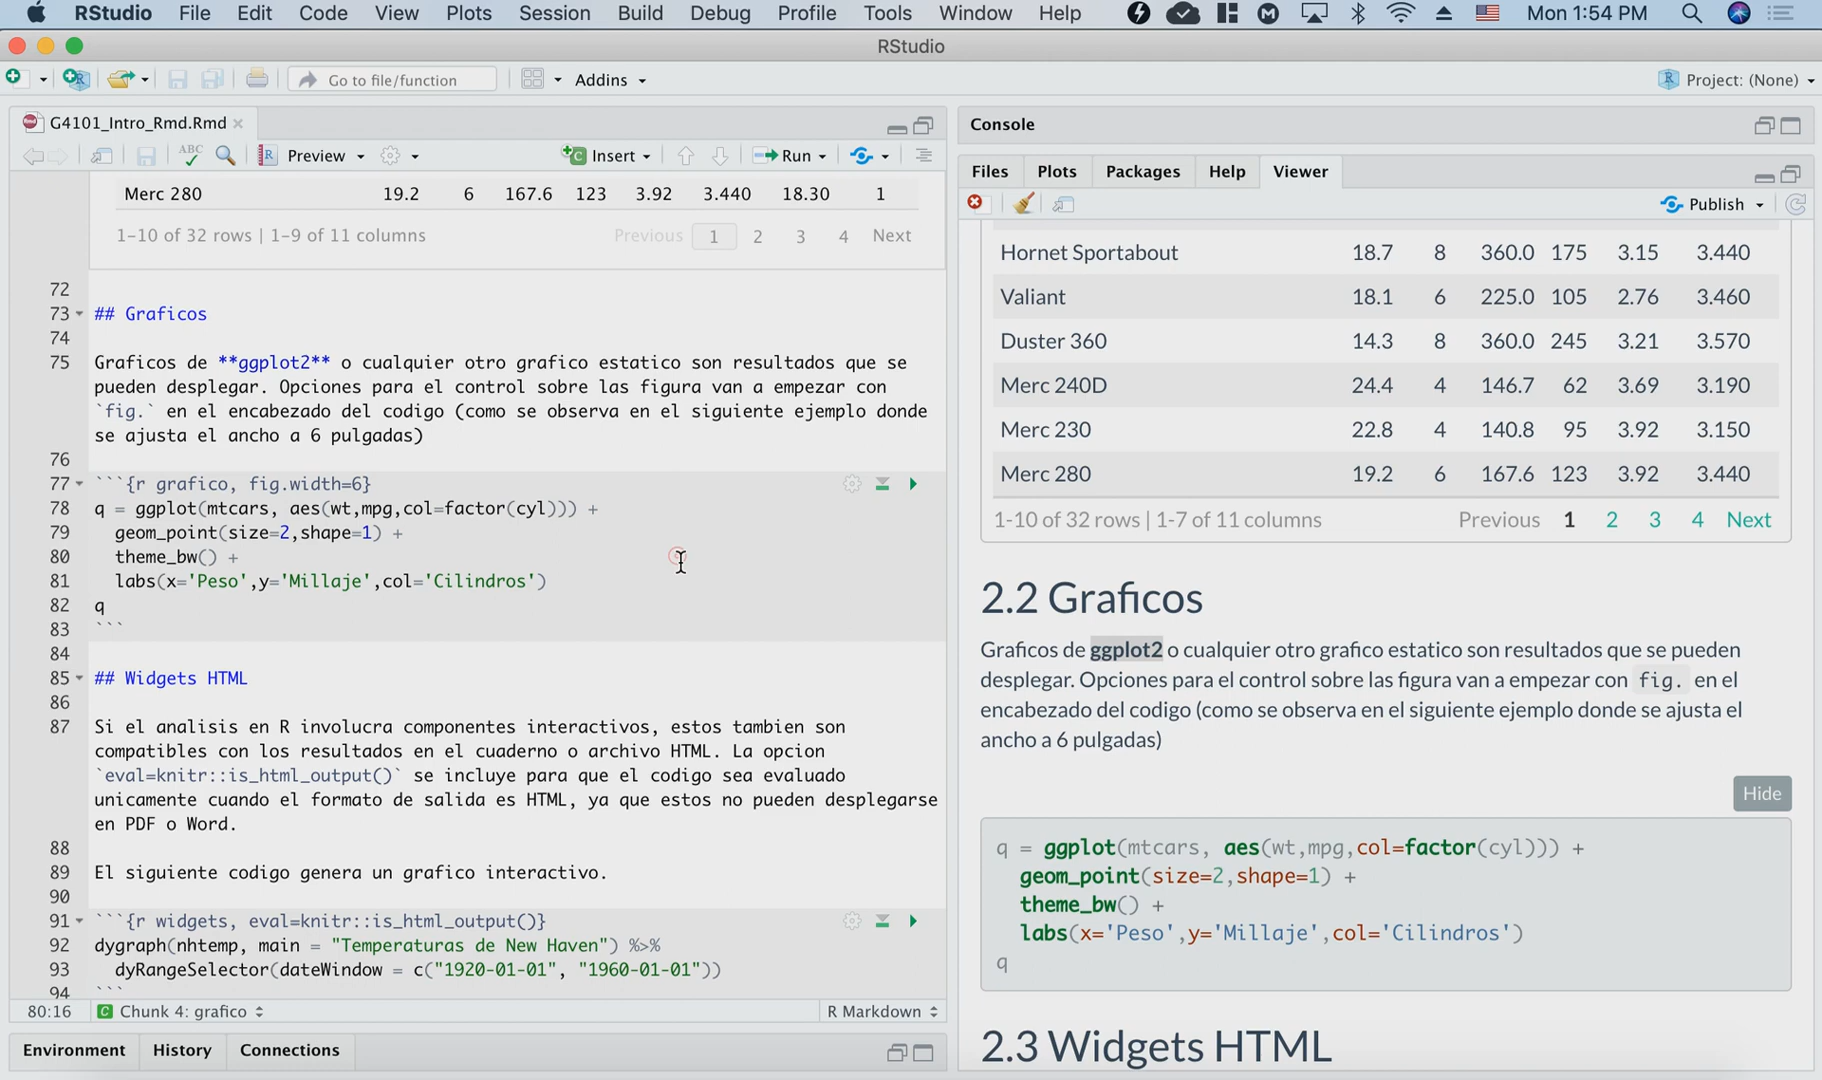 RStudio File Edit Code View Plots Session Build Debug Profile Tools Window Help Mon 1:54 PM
RStudio
Go to file/function Addins Project: (None)
G4101_Intro_Rmd.Rmd
ABC Preview Insert Run
Merc 280 19.2 6 167.6 123 3.92 3.440 18.30 1
1-10 of 32 rows | 1-9 of 11 columns Previous 1 2 3 4 Next
72
73 ## Graficos
74
75 Graficos de **ggplot2** o cualquier otro grafico estatico son resultados que se
pueden desplegar. Opciones para el control sobre las figura van a empezar con
`fig.` en el encabezado del codigo (como se observa en el siguiente ejemplo donde
se ajusta el ancho a 6 pulgadas)
76
77 ```{r grafico, fig.width=6}
78 q = ggplot(mtcars, aes(wt,mpg,col=factor(cyl))) +
79 geom_point(size=2,shape=1) +
80 theme_bw() +
81 labs(x='Peso',y='Millaje',col='Cilindros')
82 q
83 ```
84
85 ## Widgets HTML
86
87 Si el analisis en R involucra componentes interactivos, estos tambien son
compatibles con los resultados en el cuaderno o archivo HTML. La opcion
`eval=knitr::is_html_output()` se incluye para que el codigo sea evaluado
unicamente cuando el formato de salida es HTML, ya que estos no pueden desplegarse
en PDF o Word.
88
89 El siguiente codigo genera un grafico interactivo.
90
91 ```{r widgets, eval=knitr::is_html_output()}
92 dygraph(nhtemp, main = "Temperaturas de New Haven") %>%
93 dyRangeSelector(dateWindow = c("1920-01-01", "1960-01-01"))
94 ```
80:16 Chunk 4: grafico R Markdown
Environment History Connections
Console
Files Plots Packages Help Viewer
Publish
Hornet Sportabout 18.7 8 360.0 175 3.15 3.440
Valiant 18.1 6 225.0 105 2.76 3.460
Duster 360 14.3 8 360.0 245 3.21 3.570
Merc 240D 24.4 4 146.7 62 3.69 3.190
Merc 230 22.8 4 140.8 95 3.92 3.150
Merc 280 19.2 6 167.6 123 3.92 3.440
1-10 of 32 rows | 1-7 of 11 columns Previous 1 2 3 4 Next
2.2 Graficos
Graficos de ggplot2 o cualquier otro grafico estatico son resultados que se pueden
desplegar. Opciones para el control sobre las figura van a empezar con fig. en el
encabezado del codigo (como se observa en el siguiente ejemplo donde se ajusta el
ancho a 6 pulgadas)
Hide
q = ggplot(mtcars, aes(wt,mpg,col=factor(cyl))) +
geom_point(size=2,shape=1) +
theme_bw() +
labs(x='Peso',y='Millaje',col='Cilindros')
q
2.3 Widgets HTML